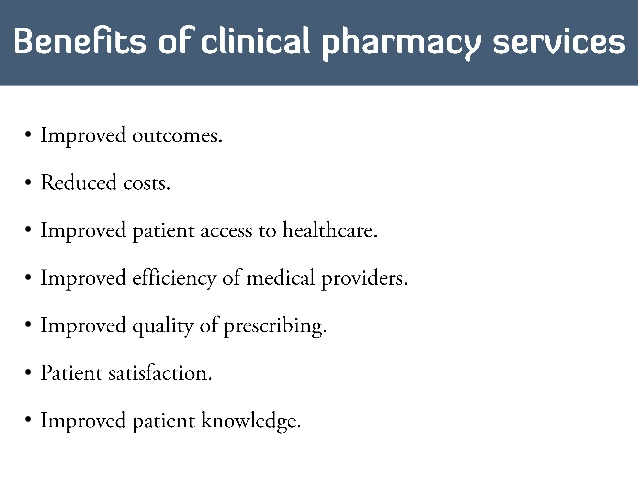 Benefits of clinical pharmacy services
• Improved outcomes.
• Reduced costs.
• Improved patient access to healthcare.
• Improved efficiency of medical providers.
• Improved quality of prescribing.
• Patient satisfaction.
• Improved patient knowledge.